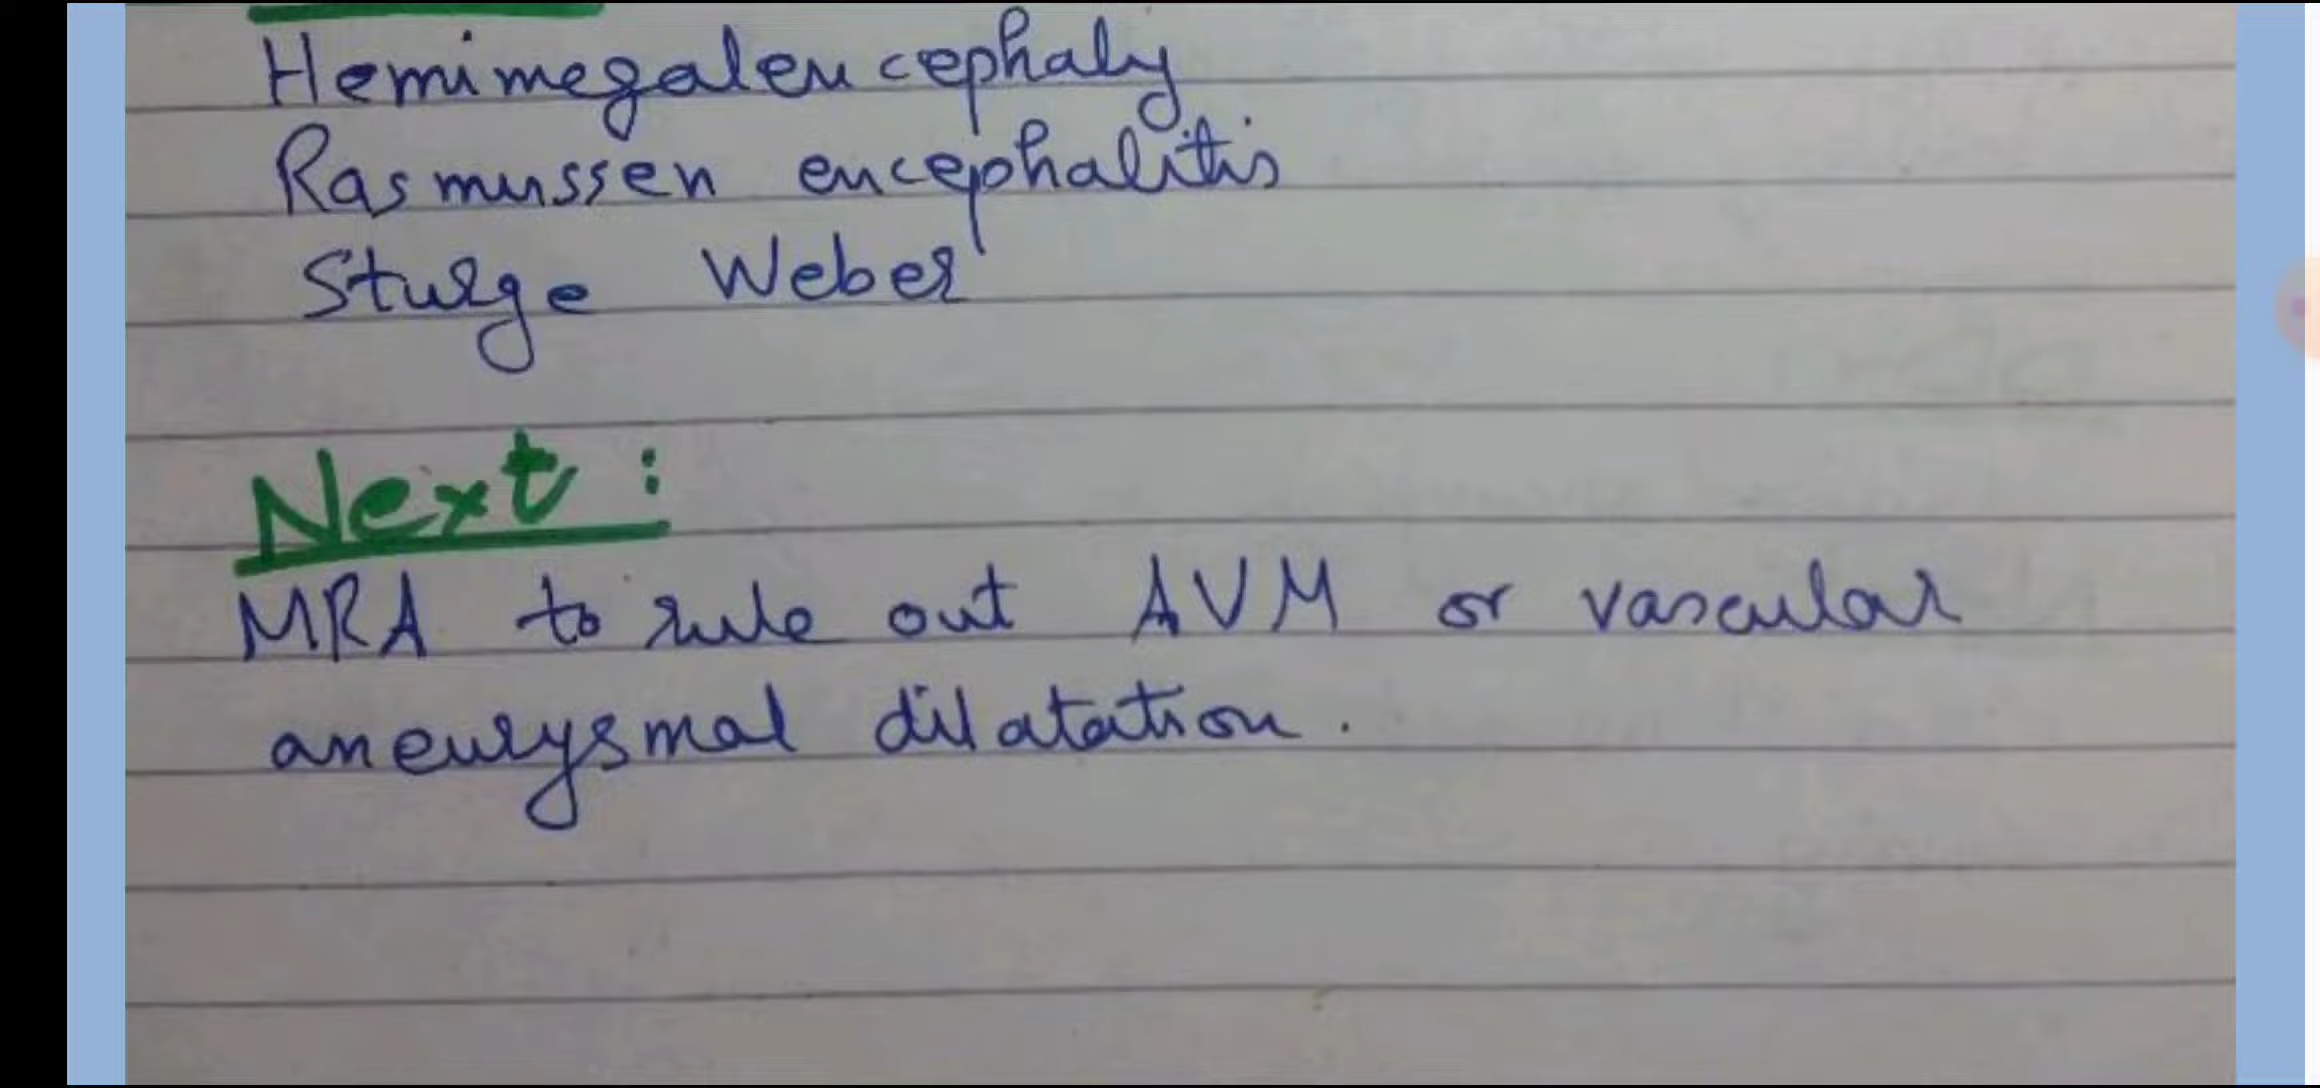 Hemimegalencephaly
Rasmussen encephalitis
Sturge Weber
Next :
MRA to rule out AVM or vascular
aneurysmal dilatation.